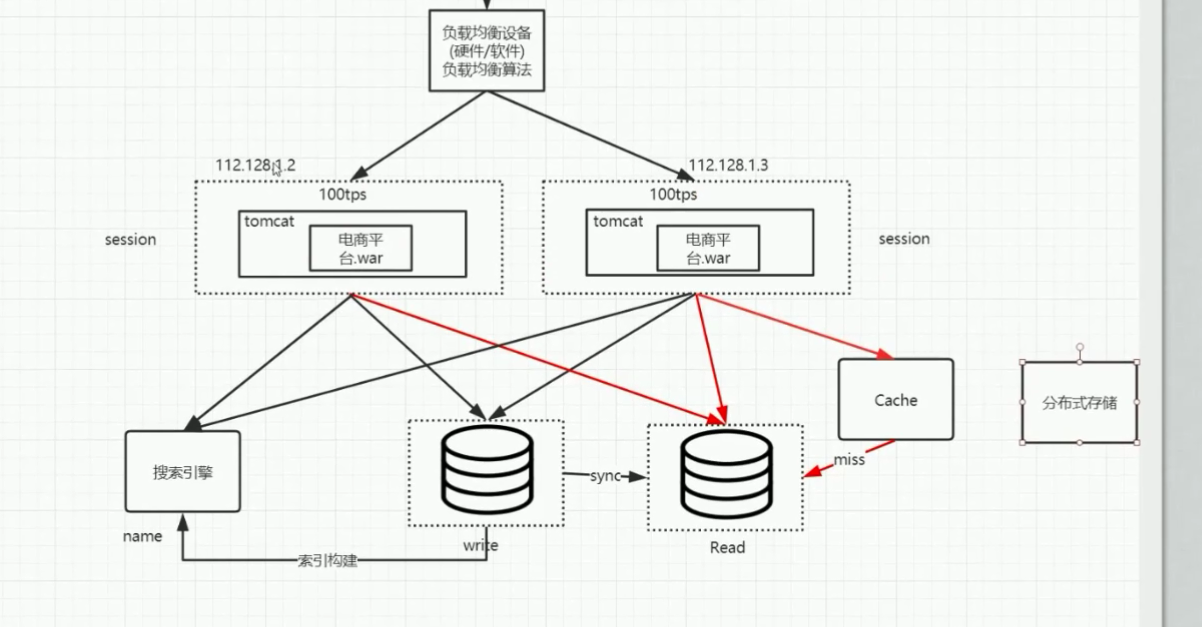 负载均衡设备
(硬件/软件)
负载均衡算法
112.128.1.2
112.128.1.3
100tps
100tps
tomcat
tomcat
session
电商平
台.war
电商平
台.war
session
Cache
分布式存储
搜索引擎
sync
miss
name
write
Read
索引构建